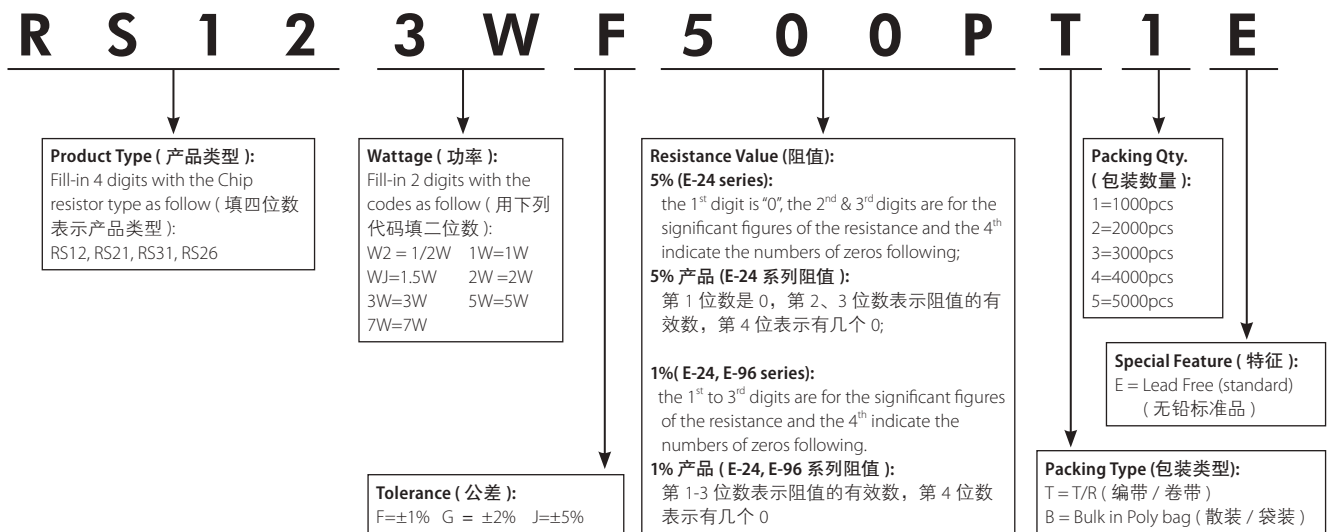 R S 1 2 3 W F 5 0 0 P T 1 E
Product Type ( 产品类型 ):
Fill-in 4 digits with the Chip
resistor type as follow ( 填四位数
表示产品类型 ):
RS12, RS21, RS31, RS26
Wattage ( 功率 ):
Fill-in 2 digits with the
codes as follow ( 用下列
代码填二位数 ):
W2 = 1/2W 1W=1W
WJ=1.5W 2W =2W
3W=3W 5W=5W
7W=7W
Tolerance ( 公差 ):
F=±1% G = ±2% J=±5%
Resistance Value (阻值):
5% (E-24 series):
the 1st digit is “0”, the 2nd & 3rd digits are for the
significant figures of the resistance and the 4th
indicate the numbers of zeros following;
5% 产品 (E-24 系列阻值 ):
第 1 位数是 0，第 2、3 位数表示阻值的有
效数，第 4 位表示有几个 0;
1%( E-24, E-96 series):
the 1st to 3rd digits are for the significant figures
of the resistance and the 4th indicate the
numbers of zeros following.
1% 产品 ( E-24, E-96 系列阻值 ):
第 1-3 位数表示阻值的有效数，第 4 位数
表示有几个 0
Packing Qty.
( 包装数量 ):
1=1000pcs
2=2000pcs
3=3000pcs
4=4000pcs
5=5000pcs
Special Feature ( 特征 ):
E = Lead Free (standard)
( 无铅标准品 )
Packing Type (包装类型):
T = T/R ( 编带 / 卷带 )
B = Bulk in Poly bag ( 散装 / 袋装 )